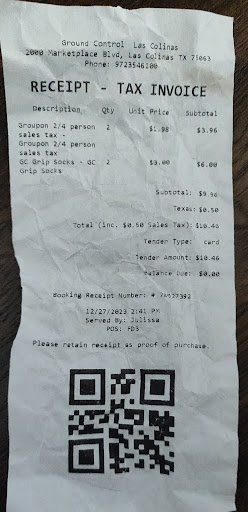 Ground Control Las Colinas
2000 Marketplace Blvd, Las Colinas TX 75063
Phone: 9723546100
RECEIPT - TAX INVOICE
Description Qty Unit Price Subtotal
Groupon 2/4 person 2 $1.98 $3.96
sales tax -
Groupon 2/4 person
sales tax
GC Grip Socks - GC 2 $3.00 $6.00
Grip Socks
Subtotal: $9.96
Texas: $0.50
Total (inc. $0.50 Sales Tax): $10.46
Tender Type: card
Tender Amount: $10.46
Balance Due: $0.00
Booking Receipt Number: #
12/27/2023 2:41 PM
Served By: Julissa
POS: FD3
Please retain receipt as proof of purchase.